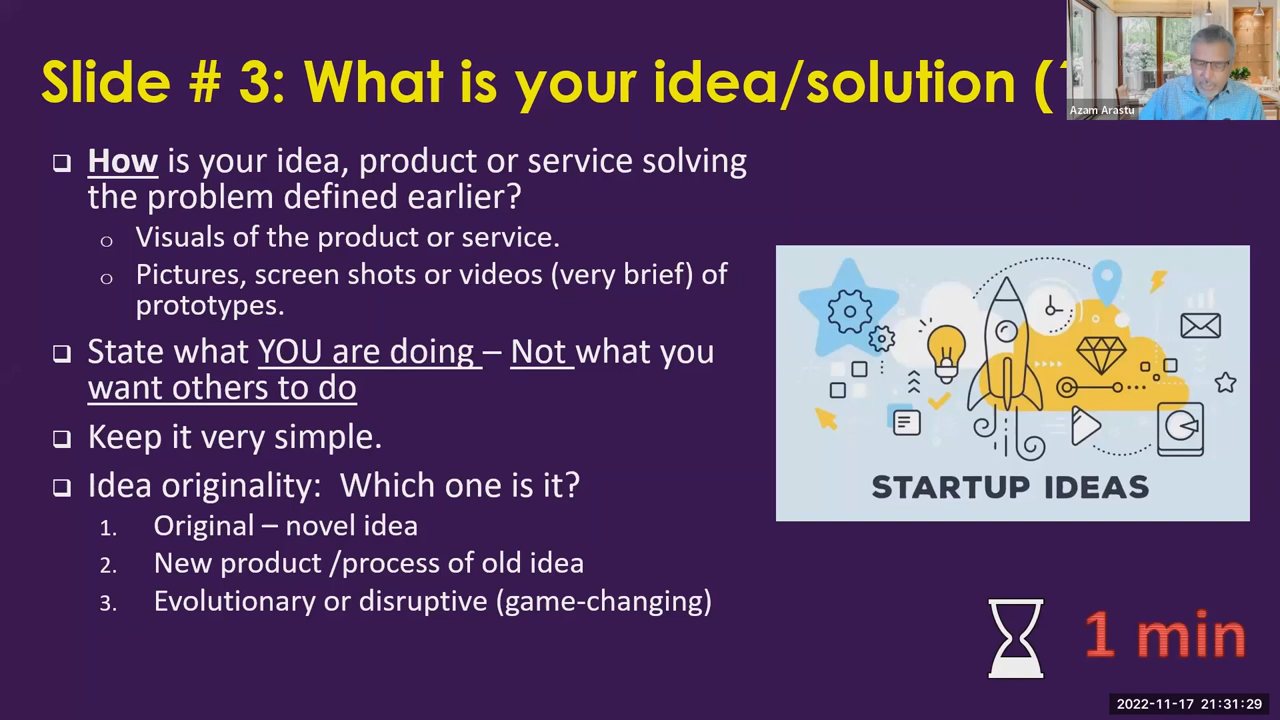 Slide # 3: What is your idea/solution (
Azam Arastu
❑ How is your idea, product or service solving
the problem defined earlier?
o Visuals of the product or service.
o Pictures, screen shots or videos (very brief) of
prototypes.
❑ State what YOU are doing – Not what you
want others to do
❑ Keep it very simple.
❑ Idea originality: Which one is it?
1. Original – novel idea
2. New product /process of old idea
3. Evolutionary or disruptive (game-changing)
STARTUP IDEAS
1 min
2022-11-17 21:31:29